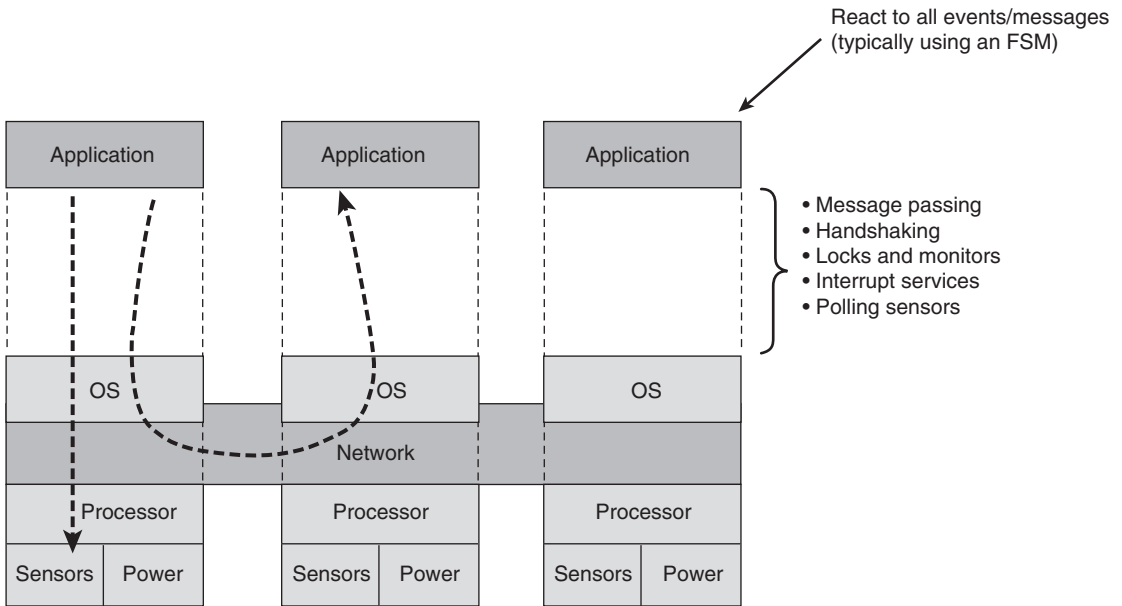 React to all events/messages
(typically using an FSM)
Application
Application
Application
• Message passing
• Handshaking
• Locks and monitors
• Interrupt services
• Polling sensors
OS
OS
OS
Network
Processor
Processor
Processor
Sensors
Power
Sensors
Power
Sensors
Power